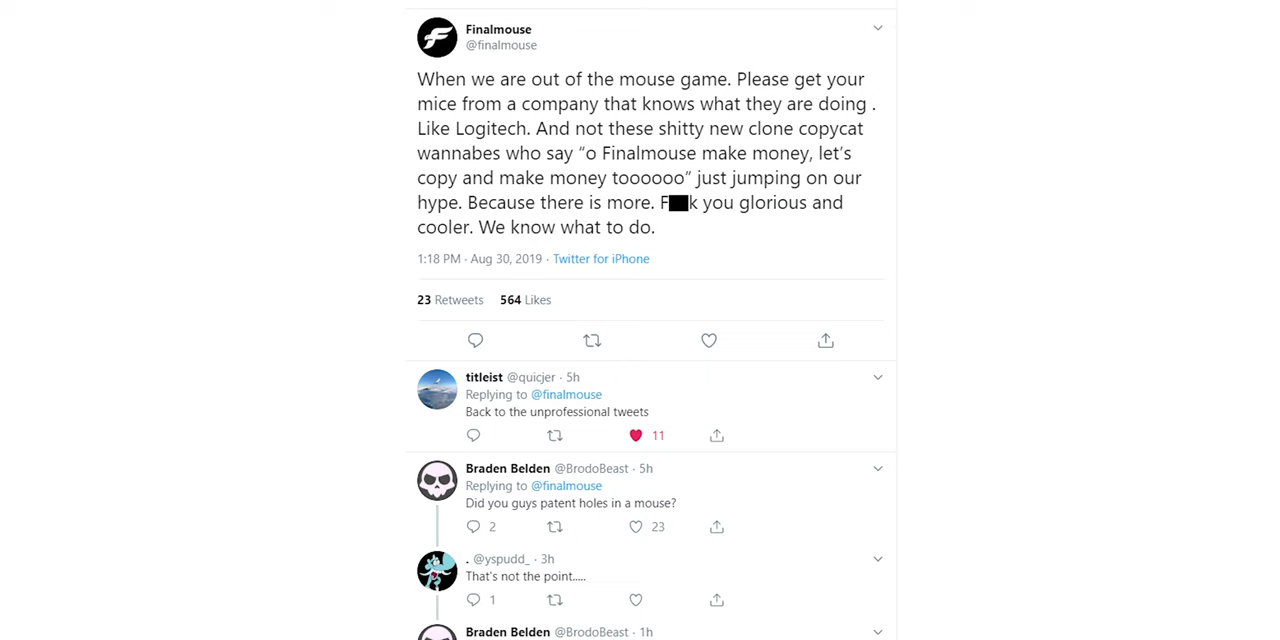 Finalmouse
@finalmouse
When we are out of the mouse game. Please get your
mice from a company that knows what they are doing .
Like Logitech. And not these shitty new clone copycat
wannabes who say “o Finalmouse make money, let’s
copy and make money toooooo” just jumping on our
hype. Because there is more. F k you glorious and
cooler. We know what to do.
1:18 PM · Aug 30, 2019 · Twitter for iPhone
23 Retweets 564 Likes
titleist @quicjer · 5h
Replying to @finalmouse
Back to the unprofessional tweets
11
Braden Belden @BrodoBeast · 5h
Replying to @finalmouse
Did you guys patent holes in a mouse?
2 23
. @yspudd_ · 3h
That's not the point.....
1
Braden Belden @BrodoBeast · 1h